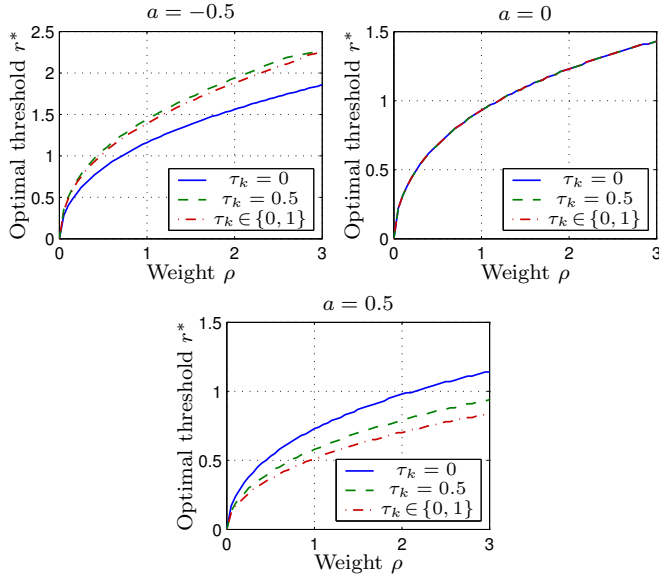 a = −0.5
Optimal threshold r*
2.5
2
1.5
1
0.5
0
0
1
2
3
Weight ρ
τk = 0
τk = 0.5
τk ∈ {0, 1}
a = 0
Optimal threshold r*
1.5
1
0.5
0
0
1
2
3
Weight ρ
τk = 0
τk = 0.5
τk ∈ {0, 1}
a = 0.5
Optimal threshold r*
1.5
1
0.5
0
0
1
2
3
Weight ρ
τk = 0
τk = 0.5
τk ∈ {0, 1}